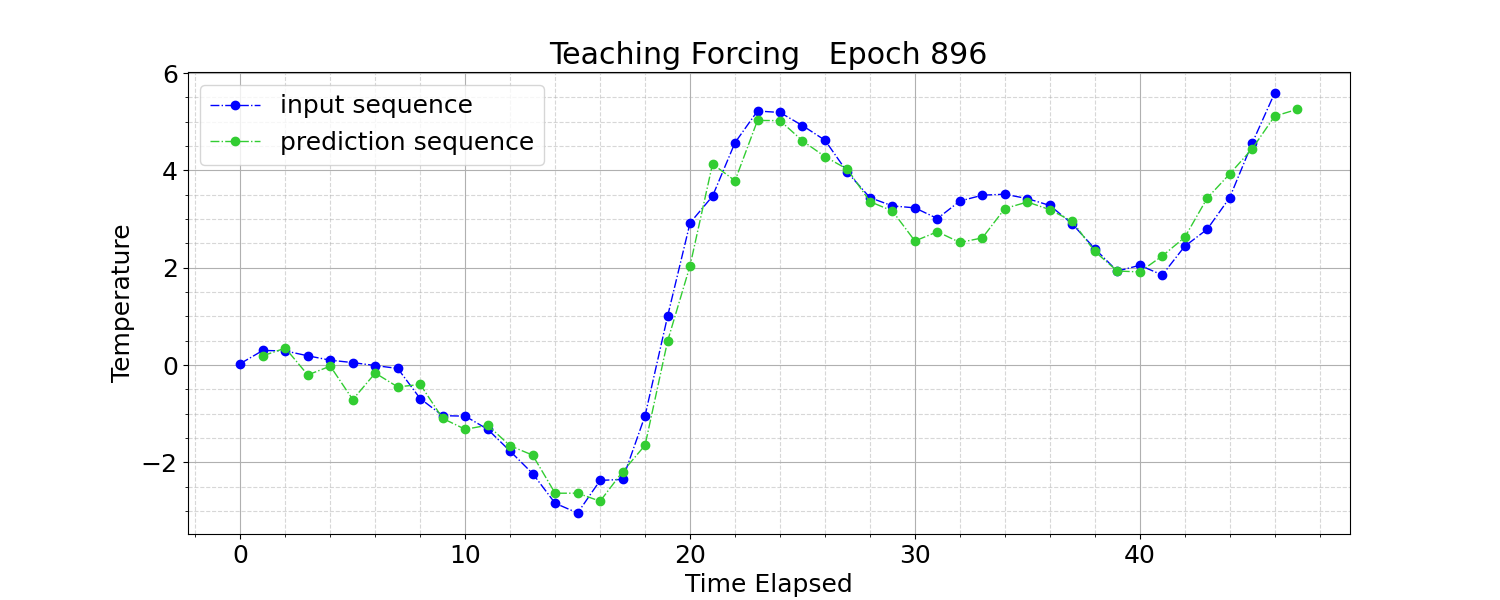 Teaching Forcing   Epoch 896
input sequence
prediction sequence
6
4
2
0
−2
Temperature
0 10 20 30 40
Time Elapsed